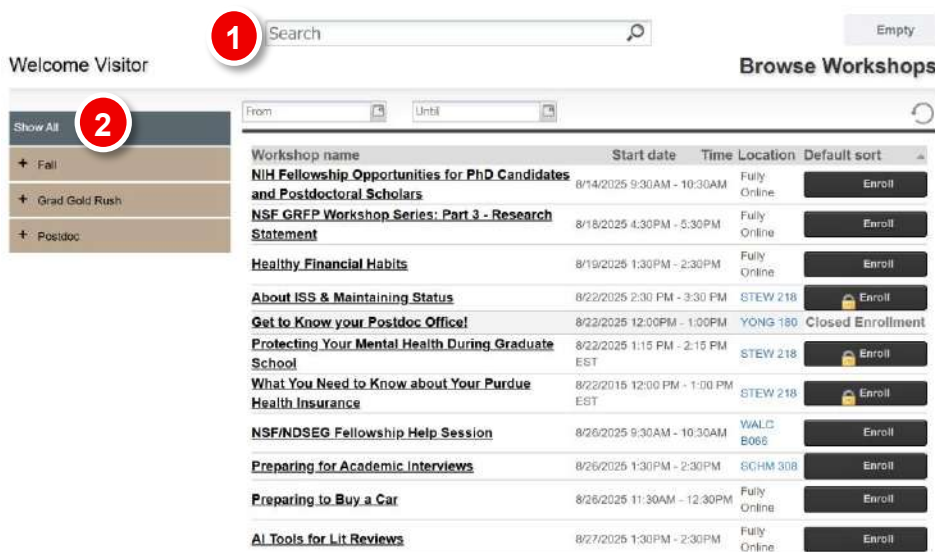 1
Search
Empty
Welcome Visitor
Browse Workshops
2
Show All
+ Fall
+ Grad Gold Rush
+ Postdoc
From
Until
Workshop name Start date Time Location Default sort
NIH Fellowship Opportunities for PhD Candidates
and Postdoctoral Scholars
8/14/2025 9:30AM - 10:30AM
Fully
Online
Enroll
NSF GRFP Workshop Series: Part 3 - Research
Statement
8/18/2025 4:30PM - 5:30PM
Fully
Online
Enroll
Healthy Financial Habits
8/19/2025 1:30PM - 2:30PM
Fully
Online
Enroll
About ISS & Maintaining Status
8/22/2025 2:30 PM - 3:30 PM
STEW 218
Enroll
Get to Know your Postdoc Office!
8/22/2025 12:00PM - 1:00PM
YONG 180
Closed Enrollment
Protecting Your Mental Health During Graduate
School
8/22/2025 1:15 PM - 2:15 PM
EST
STEW 218
Enroll
What You Need to Know about Your Purdue
Health Insurance
8/22/2015 12:00 PM - 1:00 PM
EST
STEW 218
Enroll
NSF/NDSEG Fellowship Help Session
8/26/2025 9:30AM - 10:30AM
WALC
B066
Enroll
Preparing for Academic Interviews
8/26/2025 1:30PM - 2:30PM
SCHM 308
Enroll
Preparing to Buy a Car
8/26/2025 11:30AM - 12:30PM
Fully
Online
Enroll
AI Tools for Lit Reviews
8/27/2025 1:30PM - 2:30PM
Fully
Online
Enroll